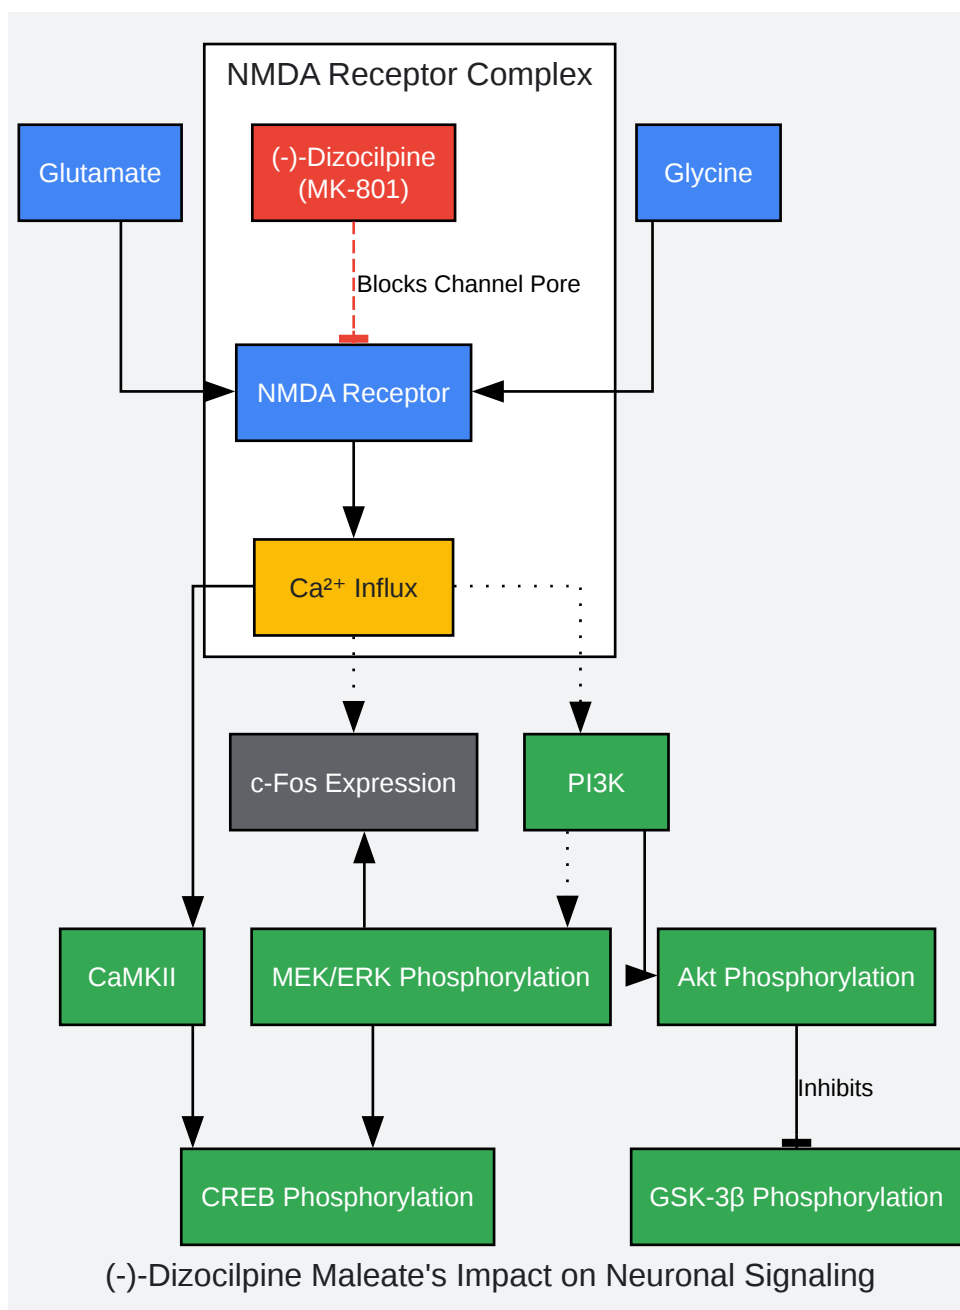 NMDA Receptor Complex
Glutamate
(-)-Dizocilpine
(MK-801)
Glycine
Blocks Channel Pore
NMDA Receptor
Ca²⁺ Influx
c-Fos Expression
PI3K
CaMKII
MEK/ERK Phosphorylation
Akt Phosphorylation
Inhibits
CREB Phosphorylation
GSK-3β Phosphorylation
(-)-Dizocilpine Maleate's Impact on Neuronal Signaling